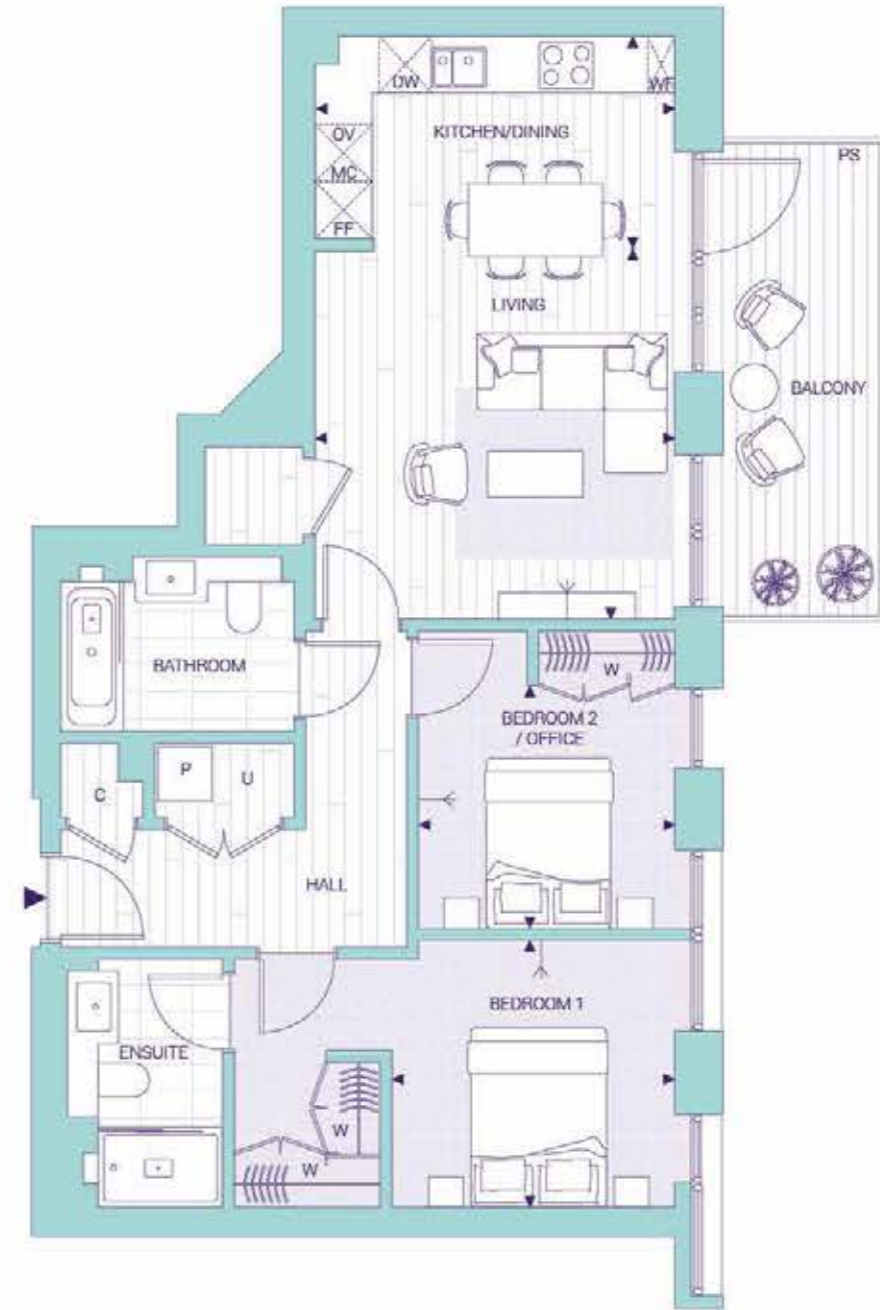 DW
WF
OV
KITCHEN/DINING
MC
FF
PS
LIVING
BALCONY
BATHROOM
W
BEDROOM 2
/ OFFICE
P
U
C
HALL
BEDROOM 1
ENSUITE
W
W